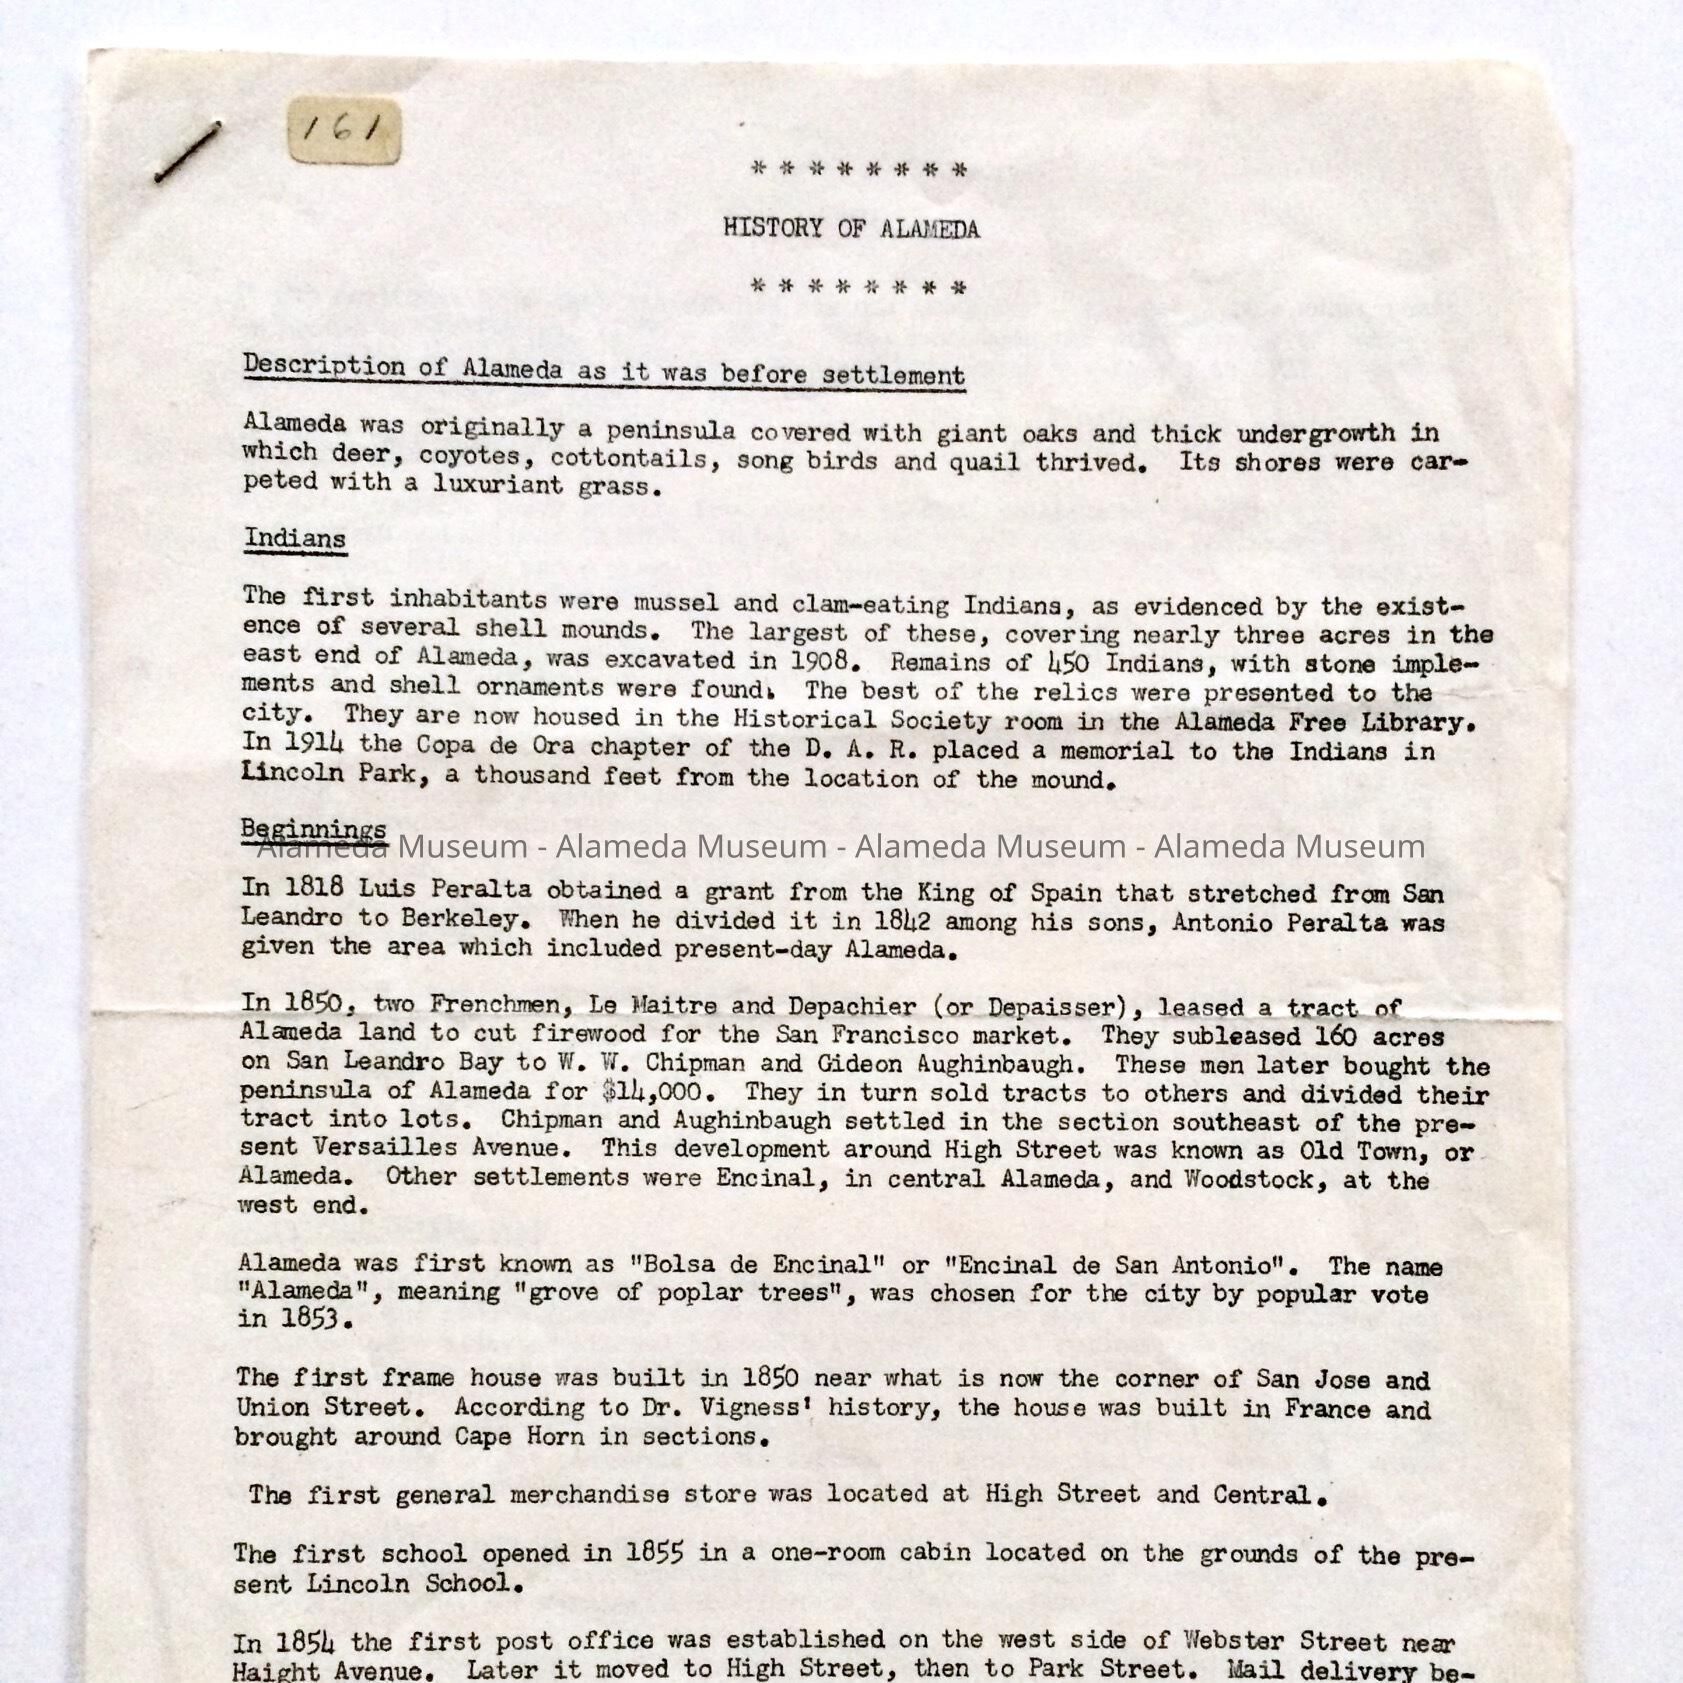 161
* * * * * * * *
HISTORY OF ALAMEDA
* * * * * * * *
Description of Alameda as it was before settlement
Alameda was originally a peninsula covered with giant oaks and thick undergrowth in
which deer, coyotes, cottontails, song birds and quail thrived. Its shores were car-
peted with a luxuriant grass.
Indians
The first inhabitants were mussel and clam-eating Indians, as evidenced by the exist-
ence of several shell mounds. The largest of these, covering nearly three acres in the
east end of Alameda, was excavated in 1908. Remains of 450 Indians, with stone imple-
ments and shell ornaments were found. The best of the relics were presented to the
city. They are now housed in the Historical Society room in the Alameda Free Library.
In 1914 the Copa de Ora chapter of the D. A. R. placed a memorial to the Indians in
Lincoln Park, a thousand feet from the location of the mound.
Beginnings
Alameda Museum - Alameda Museum - Alameda Museum - Alameda Museum
In 1818 Luis Peralta obtained a grant from the King of Spain that stretched from San
Leandro to Berkeley. When he divided it in 1842 among his sons, Antonio Peralta was
given the area which included present-day Alameda.
In 1850, two Frenchmen, Le Maitre and Depachier (or Depaisser), leased a tract of
Alameda land to cut firewood for the San Francisco market. They subleased 160 acres
on San Leandro Bay to W. W. Chipman and Gideon Aughinbaugh. These men later bought the
peninsula of Alameda for $14,000. They in turn sold tracts to others and divided their
tract into lots. Chipman and Aughinbaugh settled in the section southeast of the pre-
sent Versailles Avenue. This development around High Street was known as Old Town, or
Alameda. Other settlements were Encinal, in central Alameda, and Woodstock, at the
west end.
Alameda was first known as "Bolsa de Encinal" or "Encinal de San Antonio". The name
"Alameda", meaning "grove of poplar trees", was chosen for the city by popular vote
in 1853.
The first frame house was built in 1850 near what is now the corner of San Jose and
Union Street. According to Dr. Vigness' history, the house was built in France and
brought around Cape Horn in sections.
The first general merchandise store was located at High Street and Central.
The first school opened in 1855 in a one-room cabin located on the grounds of the pre-
sent Lincoln School.
In 1854 the first post office was established on the west side of Webster Street near
Haight Avenue. Later it moved to High Street, then to Park Street. Mail delivery be-